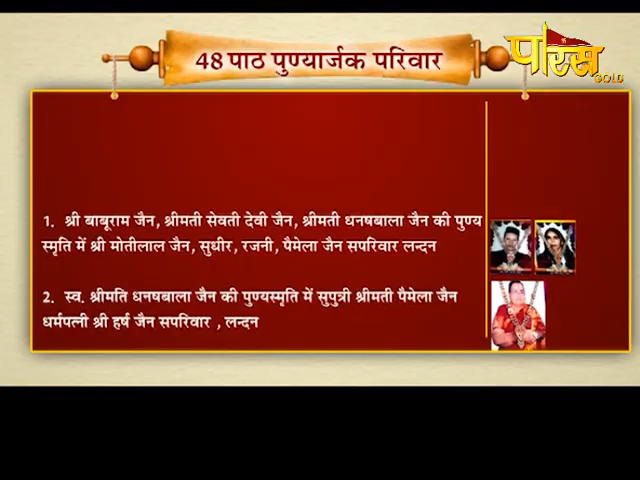 48 पाठ पुण्यार्जक परिवार
पारस
GOLD
1. श्री बाबूराम जैन, श्रीमती सेवती देवी जैन, श्रीमती धनषबाला जैन की पुण्य
स्मृति में श्री मोतीलाल जैन, सुधीर, रजनी, पैमेला जैन सपरिवार लन्दन
2. स्व. श्रीमति धनषबाला जैन की पुण्यस्मृति में सुपुत्री श्रीमती पैमेला जैन
धर्मपत्नी श्री हर्ष जैन सपरिवार , लन्दन